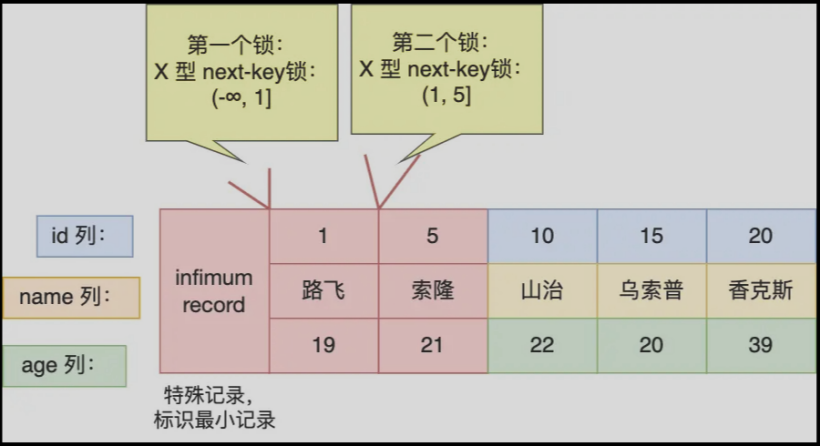 第一个锁：
X 型 next-key锁：
(-∞, 1]
第二个锁：
X 型 next-key锁：
(1, 5]
id 列：
1
5
10
15
20
infimum
record
name 列：
路飞
索隆
山治
乌索普
香克斯
age 列：
19
21
22
20
39
特殊记录，
标识最小记录